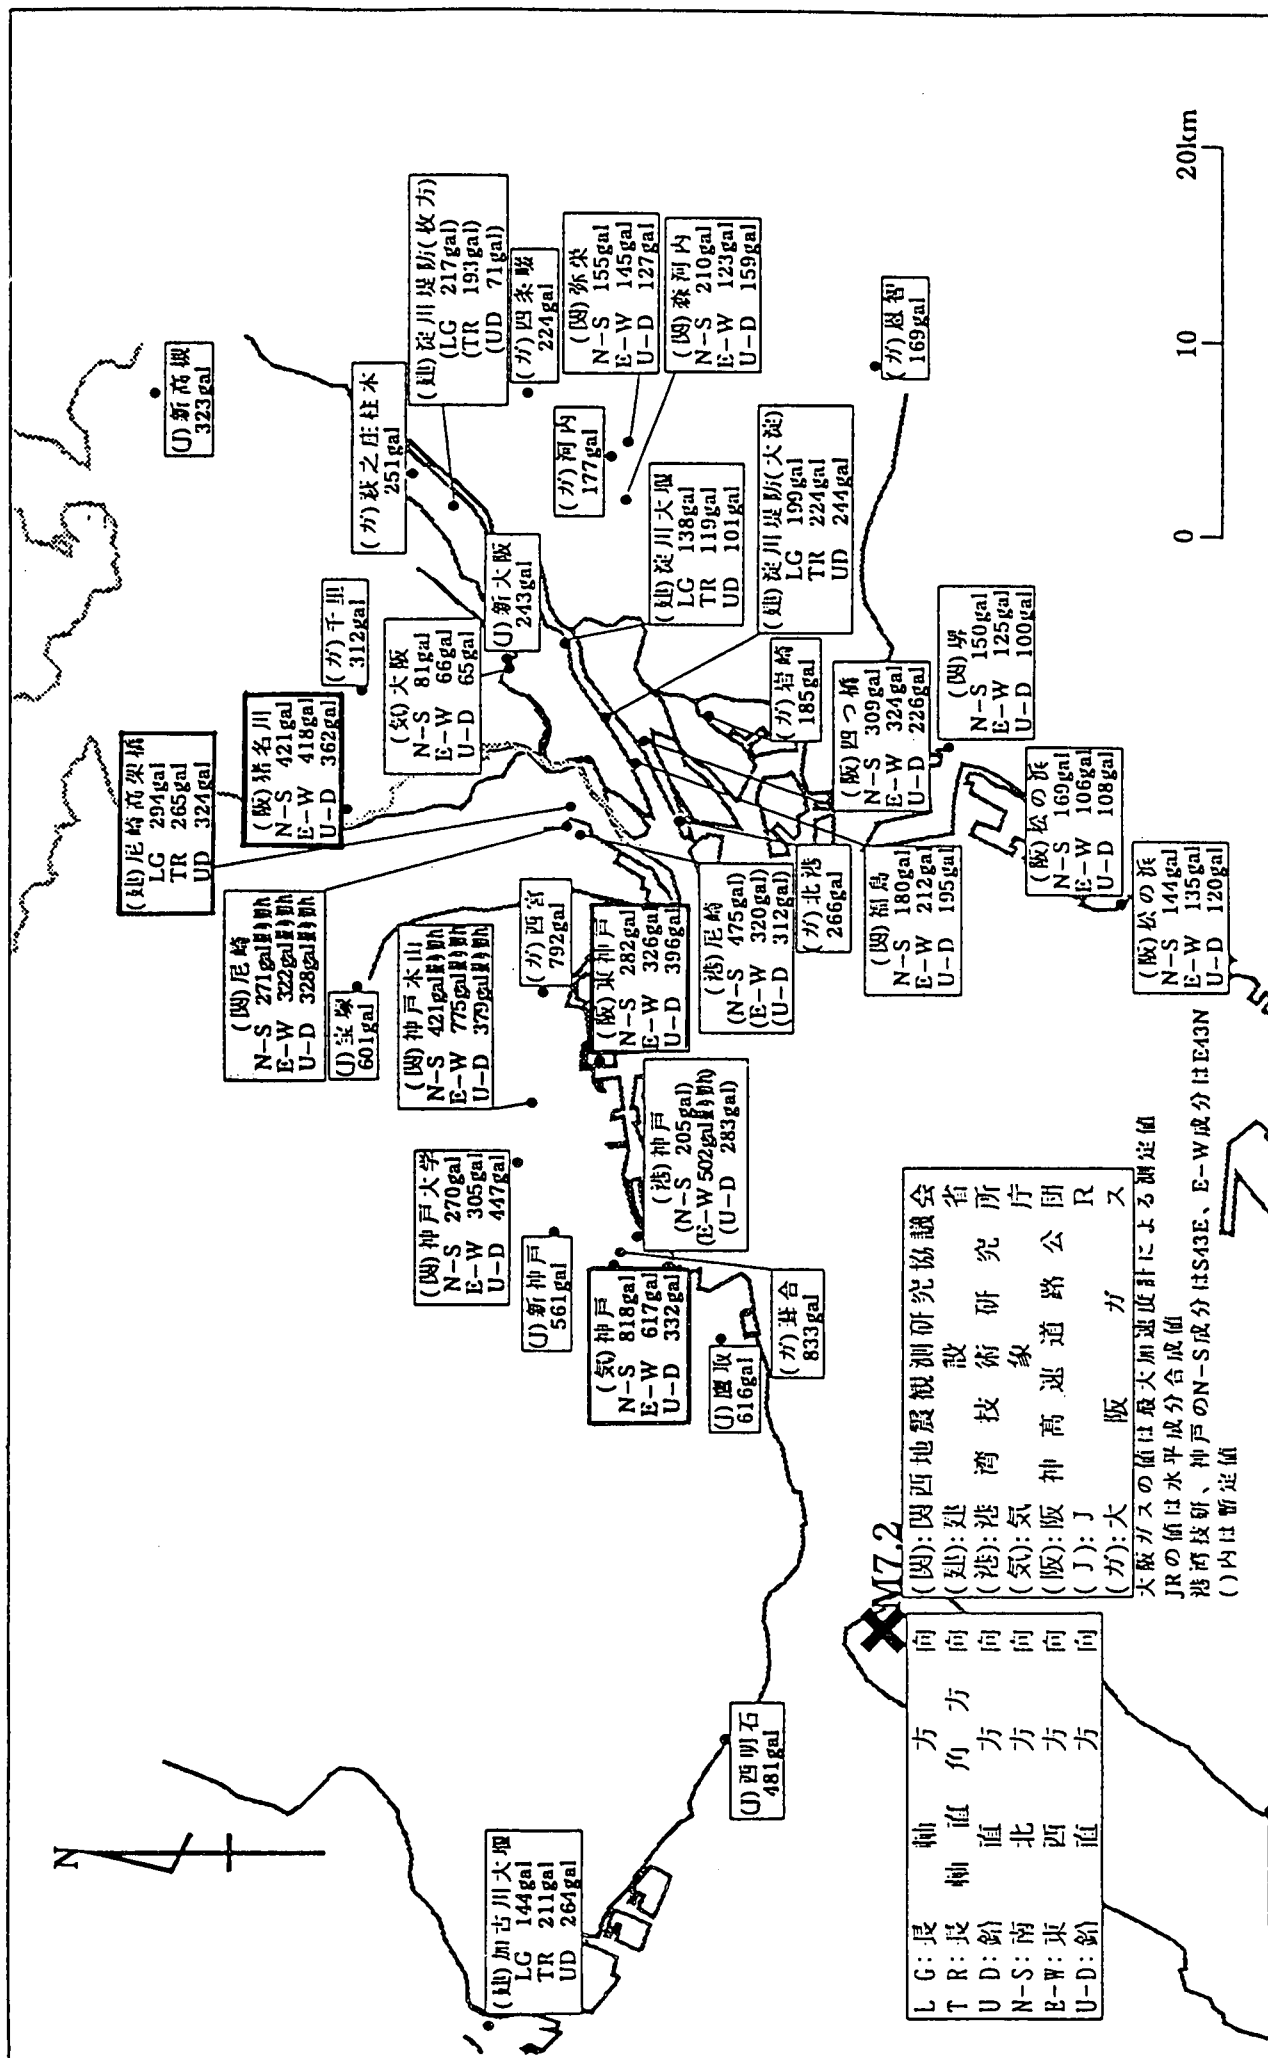 N
(建)加古川大堰
LG 144gal
TR 211gal
UD 264gal
(J)西明石
481gal
M7.2
(気)神戸
N-S 818gal
E-W 617gal
U-D 332gal
(J)鷹取
616gal
(ガ)葺合
833gal
(J)新神戸
561gal
(関)神戸大学
N-S 270gal
E-W 305gal
U-D 447gal
(港)神戸
(N-S 205gal)
(E-W 502gal
(U-D 283gal)
(関)神戸本山
N-S 421gal
E-W 775gal
U-D 379gal
(J)宝塚
601gal
(関)尼崎
N-S 271gal
E-W 322gal
U-D 328gal
(ガ)西宮
792gal
(阪)東神戸
N-S 282gal
E-W 326gal
U-D 396gal
(建)尼崎高架橋
LG 294gal
TR 265gal
UD 324gal
(阪)猪名川
N-S 421gal
E-W 418gal
U-D 362gal
(港)尼崎
(N-S 475gal)
(E-W 320gal)
(U-D 312gal)
(ガ)北港
266gal
(関)福島
N-S 180gal
E-W 212gal
U-D 195gal
(阪)松の浜
N-S 169gal
E-W 106gal
U-D 108gal
(阪)松の浜
N-S 144gal
E-W 135gal
U-D 120gal
(ガ)千里
312gal
(気)大阪
N-S 81gal
E-W 66gal
U-D 65gal
(J)新大阪
243gal
(ガ)岩崎
185gal
(阪)四つ橋
N-S 309gal
E-W 324gal
U-D 226gal
(関)堺
N-S 150gal
E-W 125gal
U-D 100gal
(建)淀川大堰
LG 138gal
TR 119gal
UD 101gal
(建)淀川堤防(大淀)
LG 199gal
TR 224gal
UD 244gal
(J)新高槻
323gal
(ガ)萩之庄柱本
251gal
(建)淀川堤防(枚方)
(LG 217gal)
(TR 193gal)
(UD 71gal)
(ガ)四条畷
224gal
(ガ)河内
177gal
(関)弥栄
N-S 155gal
E-W 145gal
U-D 127gal
(関)森河内
N-S 210gal
E-W 123gal
U-D 159gal
(ガ)恩智
169gal
0 10 20km
L G:長軸方向
T R:長軸直角方向
U D:鉛直方向
N-S:南北方向
E-W:東西方向
U-D:鉛直方向
(関):関西地震観測研究協議会
(建):建設省
(港):港湾技術研究所
(気):気象庁
(阪):阪神高速道路公団
(J):JR
(ガ):大阪ガス
大阪ガスの値は最大加速度計による測定値
JRの値は水平成分合成値
港湾技研、神戸のN-S成分はS43E、E-W成分はE43N
()内は暫定値